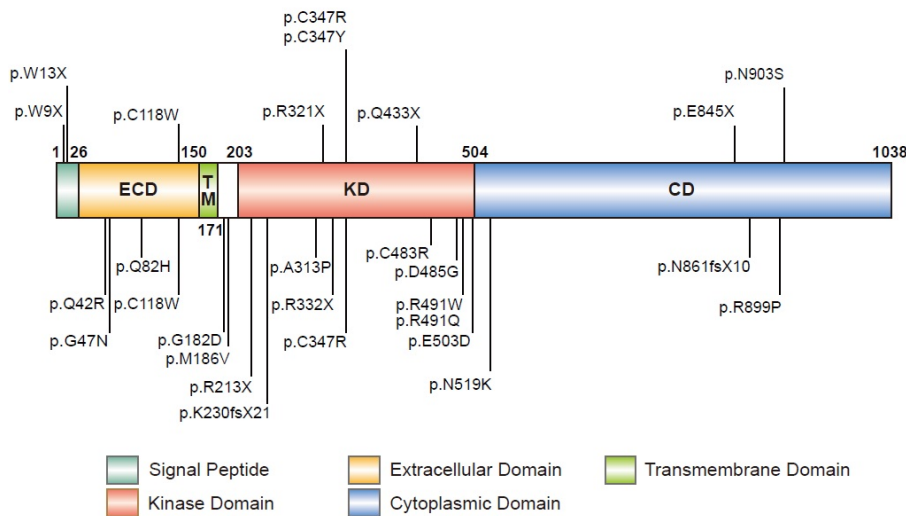 p.C347R
p.C347Y
p.W13X
p.N903S
p.W9X
p.C118W
p.R321X
p.Q433X
p.E845X
1 26 150 203 504 1038
ECD TM KD CD
171
p.Q82H
p.A313P
p.C483R
p.D485G
p.N861fsX10
p.Q42R
p.C118W
p.R332X
p.R491W
p.R899P
p.R491Q
p.G47N
p.G182D
p.C347R
p.E503D
p.M186V
p.R213X
p.N519K
p.K230fsX21
Signal Peptide Extracellular Domain Transmembrane Domain
Kinase Domain Cytoplasmic Domain